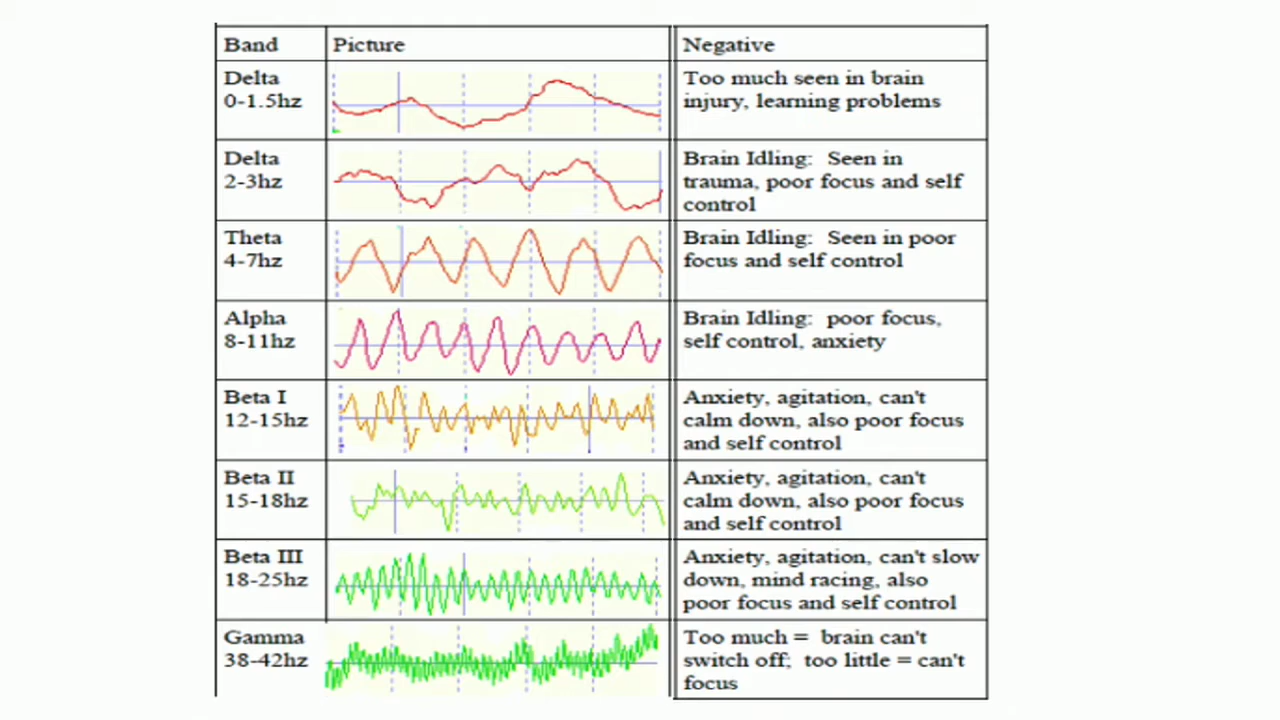 Band Picture Negative
Delta Too much seen in brain
0-1.5hz injury, learning problems
Delta Brain Idling: Seen in
2-3hz trauma, poor focus and self
control
Theta Brain Idling: Seen in poor
4-7hz focus and self control
Alpha Brain Idling: poor focus,
8-11hz self control, anxiety
Beta I Anxiety, agitation, can't
12-15hz calm down, also poor focus
and self control
Beta II Anxiety, agitation, can't
15-18hz calm down, also poor focus
and self control
Beta III Anxiety, agitation, can't slow
18-25hz down, mind racing, also
poor focus and self control
Gamma Too much = brain can't
38-42hz switch off; too little = can't
focus